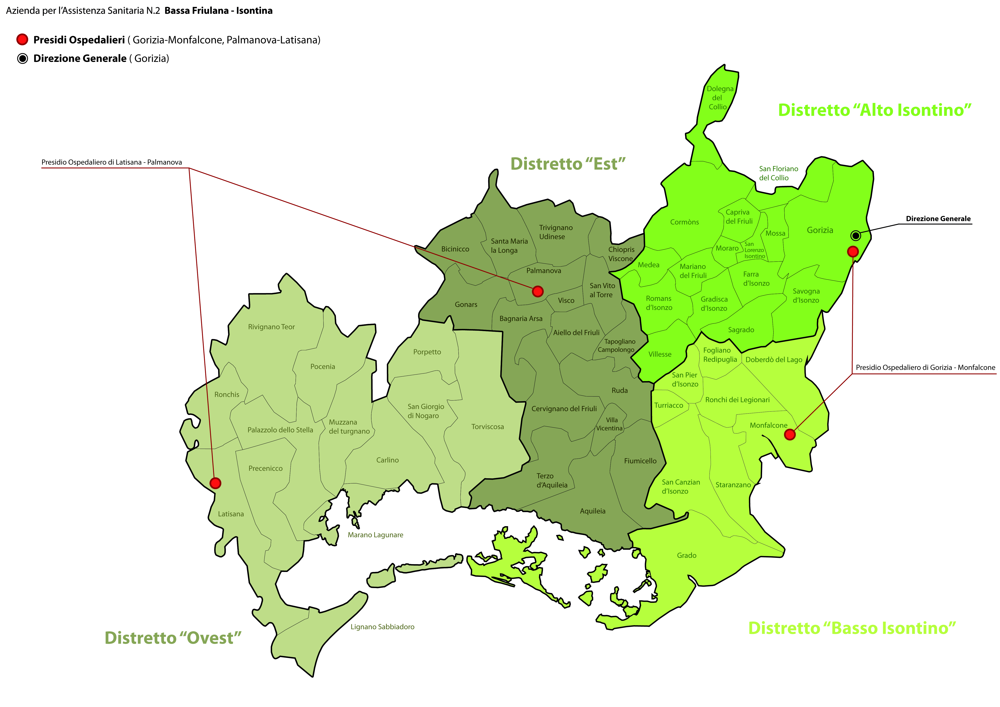 Azienda per l'Assistenza Sanitaria N.2 Bassa Friulana - Isontina
Presidi Ospedalieri ( Gorizia-Monfalcone, Palmanova-Latisana)
Direzione Generale ( Gorizia)
Dolegna
del
Collio
Distretto “Alto Isontino”
Presidio Ospedaliero di Latisana - Palmanova
Distretto “Est”
San Floriano
del Collio
Direzione Generale
Cormòns
Capriva
del Friuli
Mossa
Gorizia
Moraro
San
Lorenzo
Isontino
Medea
Mariano
del Friuli
Farra
d'Isonzo
Savogna
d'Isonzo
Romans
d'Isonzo
Gradisca
d'Isonzo
Sagrado
Villesse
Trivignano
Udinese
Santa Maria
la Longa
Bicinicco
Chiopris
Viscone
Palmanova
San Vito
al Torre
Visco
Gonars
Bagnaria Arsa
Aiello del Friuli
Tapogliano
Campolongo
Ruda
Cervignano del Friuli
Villa
Vicentina
Fiumicello
Terzo
d'Aquileia
Aquileia
Rivignano Teor
Pocenia
Porpetto
Ronchis
San Giorgio
di Nogaro
Torviscosa
Palazzolo dello Stella
Muzzana
del turgnano
Carlino
Precenicco
Latisana
Marano Lagunare
Lignano Sabbiadoro
Distretto “Ovest”
Fogliano
Redipuglia
Doberdò del Lago
Presidio Ospedaliero di Gorizia - Monfalcone
San Pier
d'Isonzo
Ronchi dei Legionari
Turriacco
Monfalcone
San Canzian
d'Isonzo
Staranzano
Grado
Distretto “Basso Isontino”